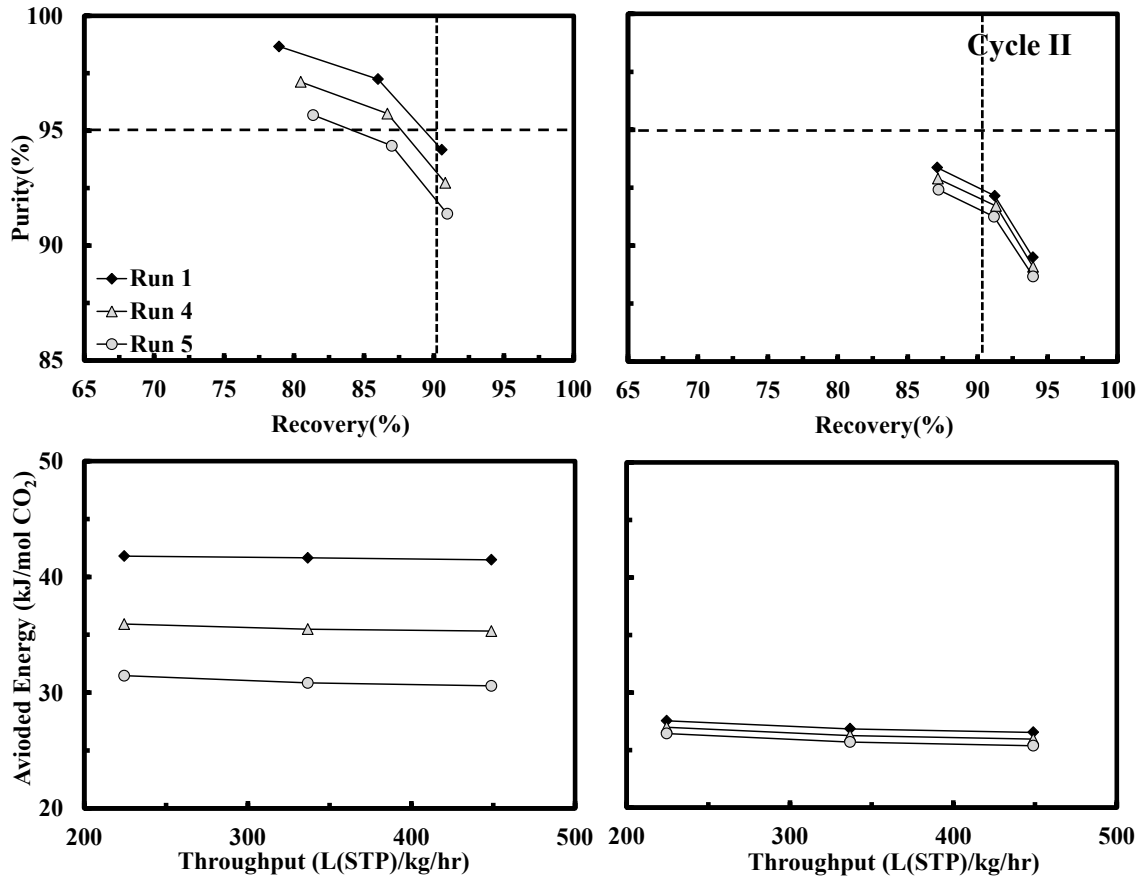 100
95
90
85
Purity(%)
Run 1
Run 4
Run 5
65 70 75 80 85 90 95 100
Recovery(%)
Cycle II
65 70 75 80 85 90 95 100
Recovery(%)
50
40
30
20
Avioded Energy (kJ/mol CO₂)
200 300 400 500
Throughput (L(STP)/kg/hr)
200 300 400 500
Throughput (L(STP)/kg/hr)